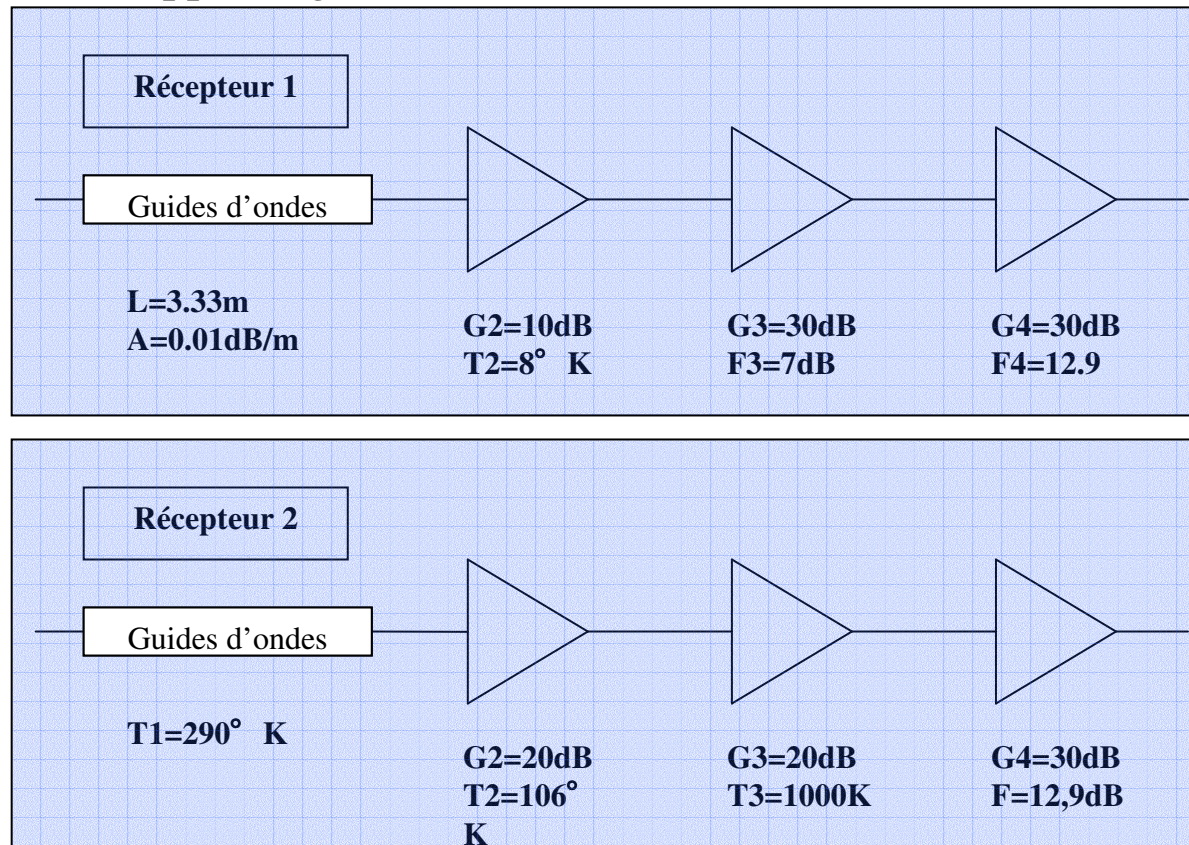 Récepteur 1
Guides d'ondes
L=3.33m
A=0.01dB/m
G2=10dB
T2=8° K
G3=30dB
F3=7dB
G4=30dB
F4=12.9
Récepteur 2
Guides d'ondes
T1=290° K
G2=20dB
T2=106°
K
G3=20dB
T3=1000K
G4=30dB
F=12,9dB